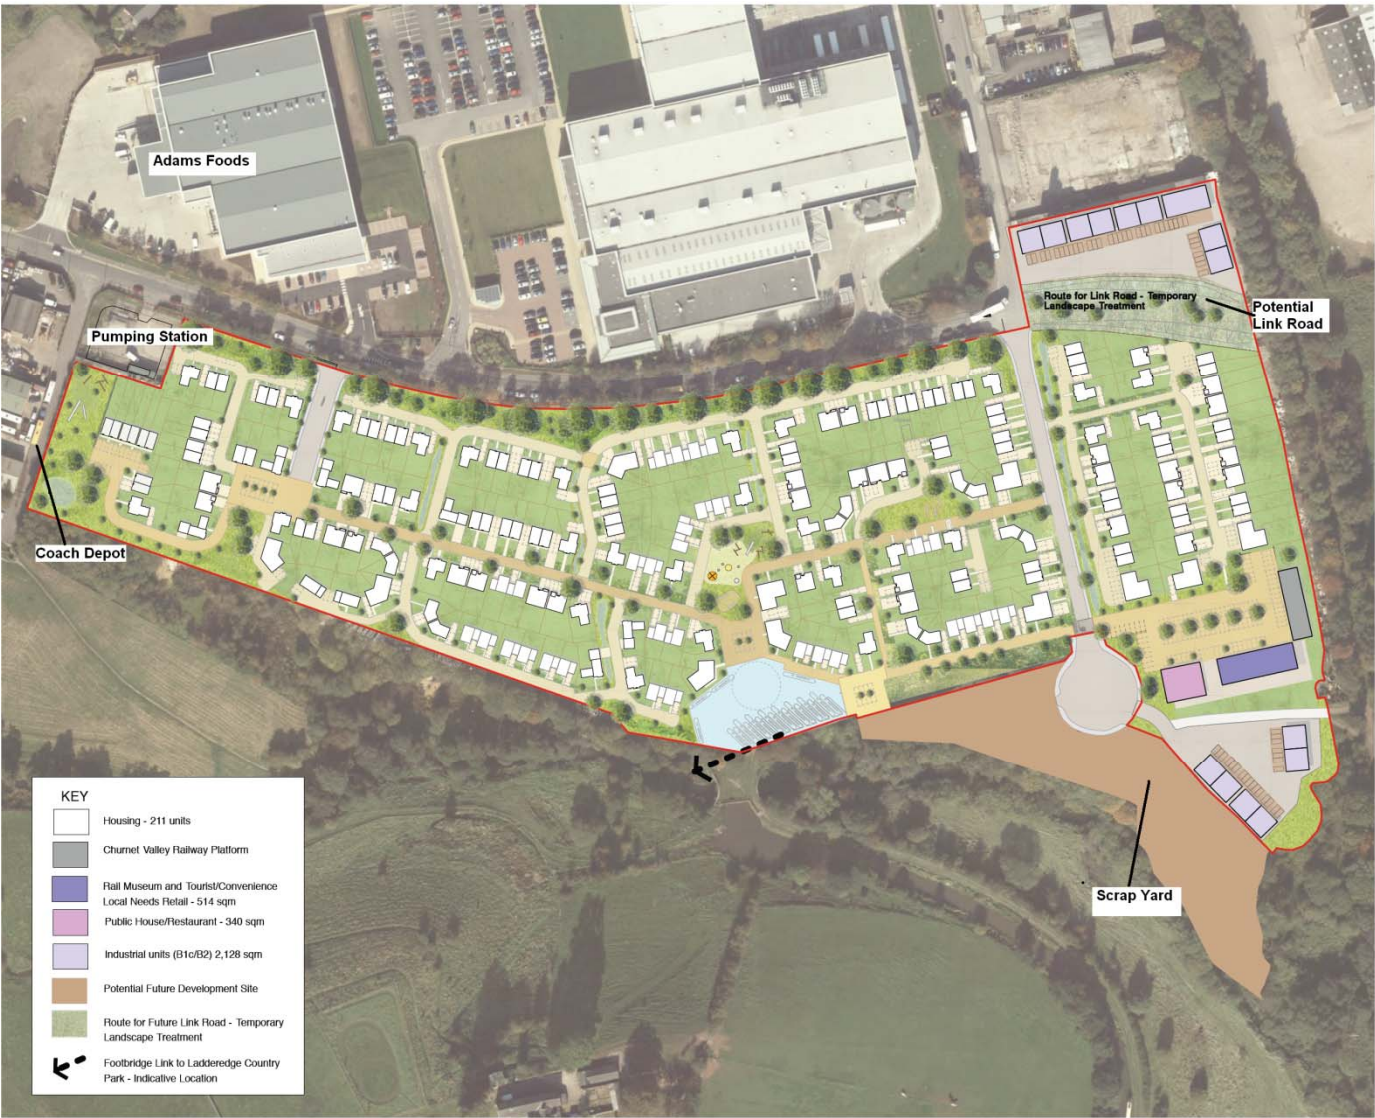 Adams Foods
Pumping Station
Route for Link Road - Temporary
Landscape Treatment
Potential
Link Road
Coach Depot
Scrap Yard
KEY
Housing - 211 units
Churnet Valley Railway Platform
Rail Museum and Tourist/Convenience
Local Needs Retail - 514 sqm
Public House/Restaurant - 340 sqm
Industrial units (B1c/B2) 2,128 sqm
Potential Future Development Site
Route for Future Link Road - Temporary
Landscape Treatment
Footbridge Link to Ladderedge Country
Park - Indicative Location